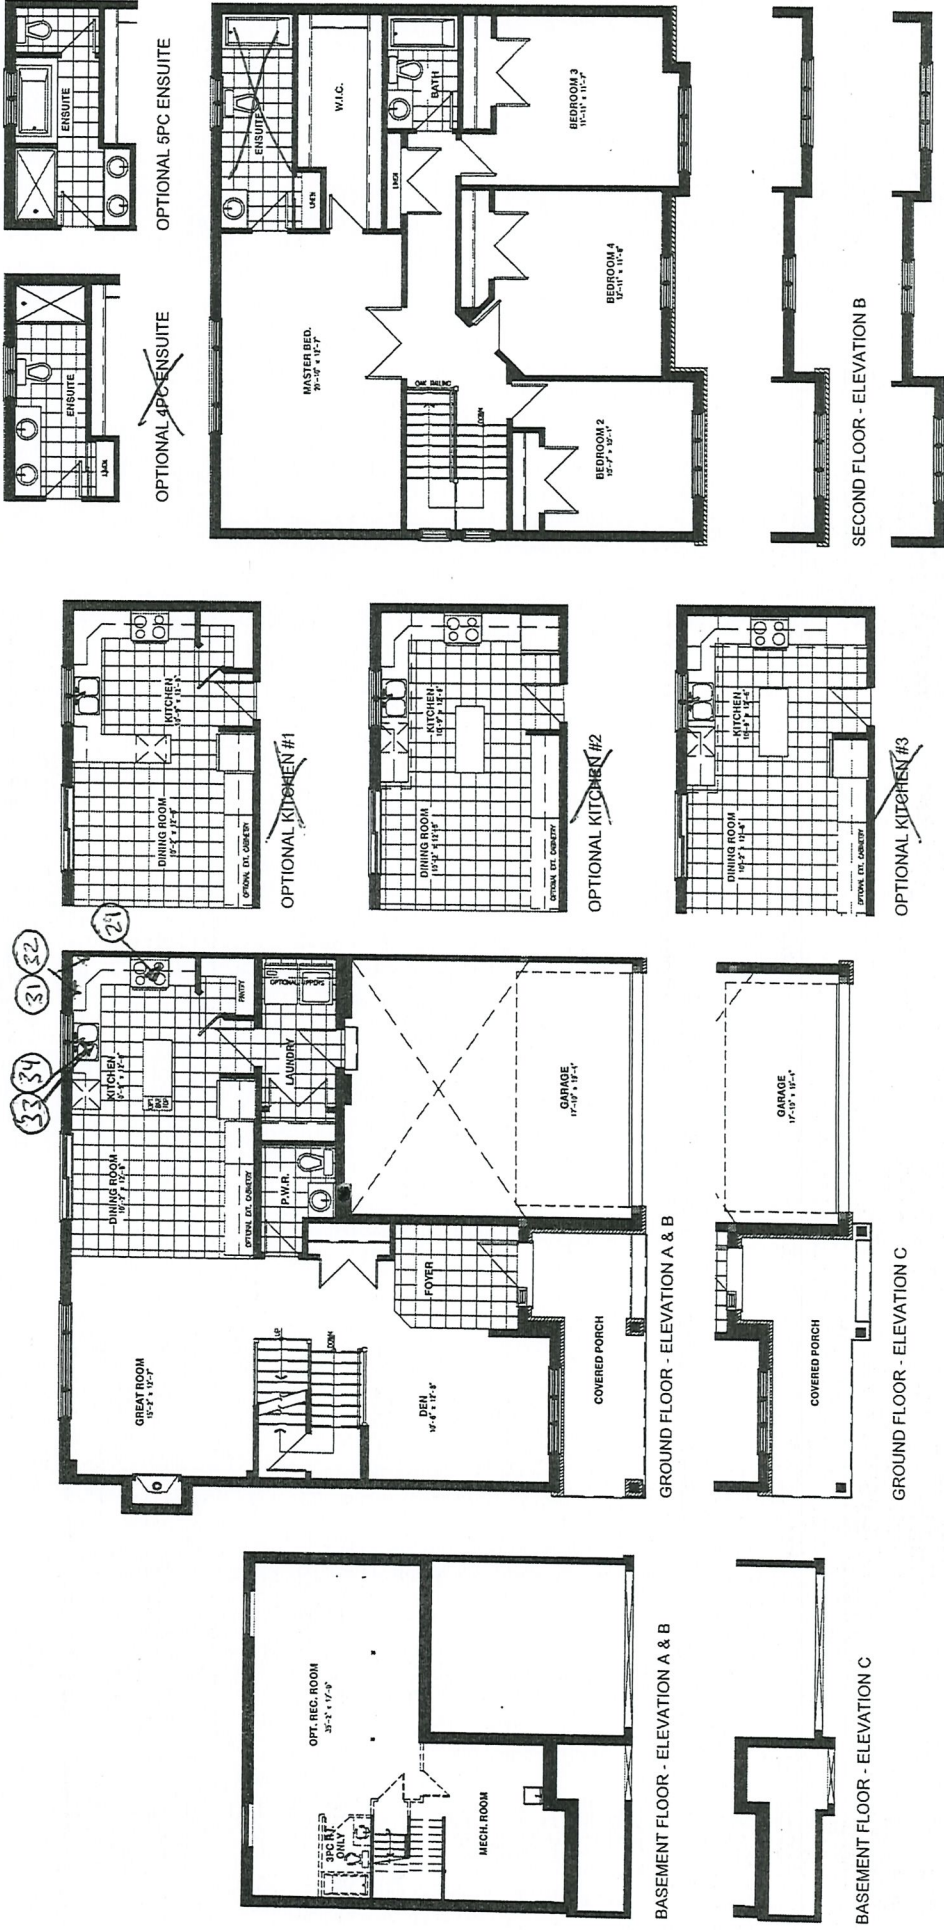 ENSUITE
OPTIONAL 5PC ENSUITE
ENSUITE
LINEN
OPTIONAL 4PC ENSUITE
ENSUITE
W.I.C.
LINEN
BATH
LINEN
MASTER BED.
BEDROOM 3
BEDROOM 4
BEDROOM 2
OAK RAILING
DOWN
SECOND FLOOR - ELEVATION B
KITCHEN
DINING ROOM
OPTIONAL EXT. CABINETRY
OPTIONAL KITCHEN #1
KITCHEN
DINING ROOM
OPTIONAL EXT. CABINETRY
OPTIONAL KITCHEN #2
KITCHEN
DINING ROOM
OPTIONAL EXT. CABINETRY
OPTIONAL KITCHEN #3
29
31 32
33 34
KITCHEN
DINING ROOM
OPTIONAL EXT. CABINETRY
PANTRY
OPTIONAL UPPERS
LAUNDRY
P.W.R.
GREAT ROOM
UP
DOWN
DEN
FOYER
GARAGE
COVERED PORCH
GROUND FLOOR - ELEVATION A & B
GARAGE
COVERED PORCH
GROUND FLOOR - ELEVATION C
OPT. REC. ROOM
3PC R.I.
ONLY
MECH. ROOM
BASEMENT FLOOR - ELEVATION A & B
BASEMENT FLOOR - ELEVATION C